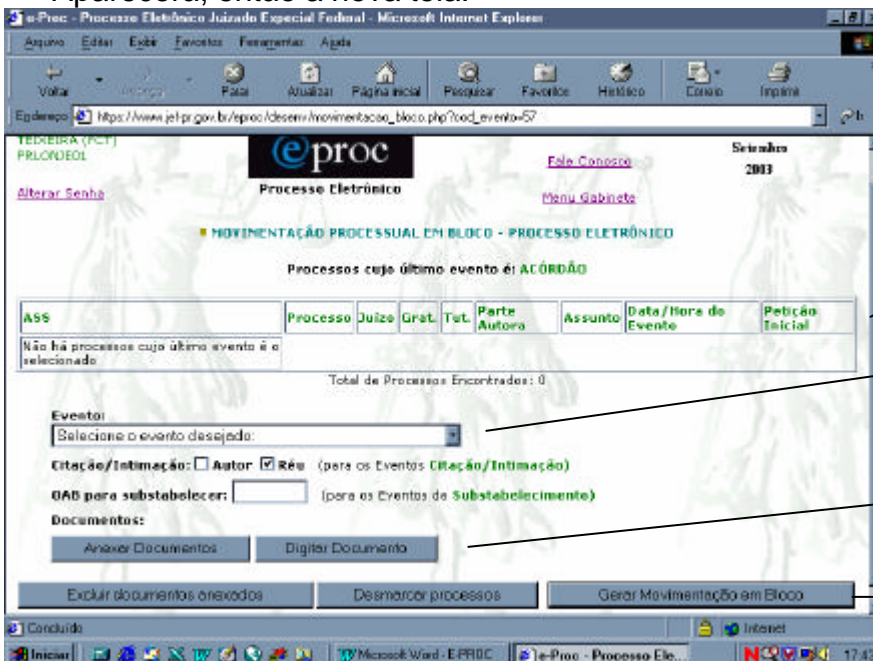 Aparecerá, então a nova tela:
e-Proc - Processo Eletrônico Juizado Especial Federal - Microsoft Internet Explorer
Arquivo Editar Exibir Favoritos Ferramentas Ajuda
Voltar Avançar Parar Atualizar Página inicial Pesquisar Favoritos Histórico Correio Imprimir
Endereço https://www.jef-pr.gov.br/eproc/desenv/movimentacao_bloco.php?cod_evento=57
TEIXEIRA (FCT)
PRLONJE01
eproc
Fale Conosco
Setembro
2003
Alterar Senha
Processo Eletrônico
Menu Gabinete
MOVIMENTAÇÃO PROCESSUAL EM BLOCO - PROCESSO ELETRÔNICO
Processos cujo último evento é: ACÓRDÃO
ASS Processo Juízo Grat. Tut. Parte Autora Assunto Data/Hora do Evento Petição Inicial
Não há processos cujo último evento é o
selecionado
Total de Processos Encontrados: 0
Evento:
Selecione o evento desejado:
Citação/Intimação: Autor Réu (para os Eventos Citação/Intimação)
OAB para substabelecer: (para os Eventos de Substabelecimento)
Documentos:
Anexar Documentos Digitar Documento
Excluir documentos anexados Desmarcar processos Gerar Movimentação em Bloco
Concluído Internet
Iniciar Microsoft Word - E-PROC e-Proc - Processo Ele... 17:42